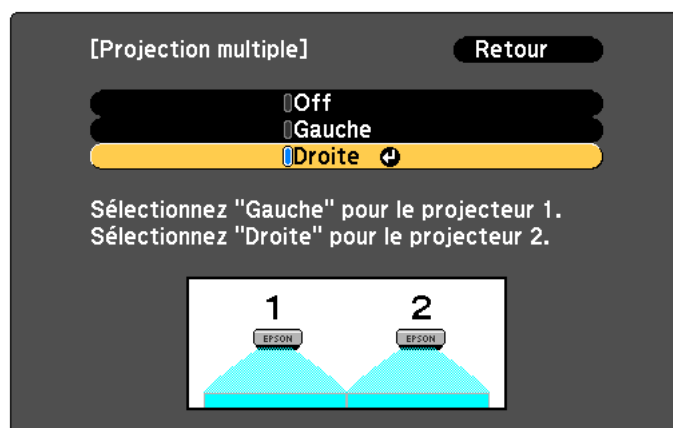 [Projection multiple] Retour
Off
Gauche
Droite
Sélectionnez "Gauche" pour le projecteur 1.
Sélectionnez "Droite" pour le projecteur 2.
1 2
EPSON EPSON